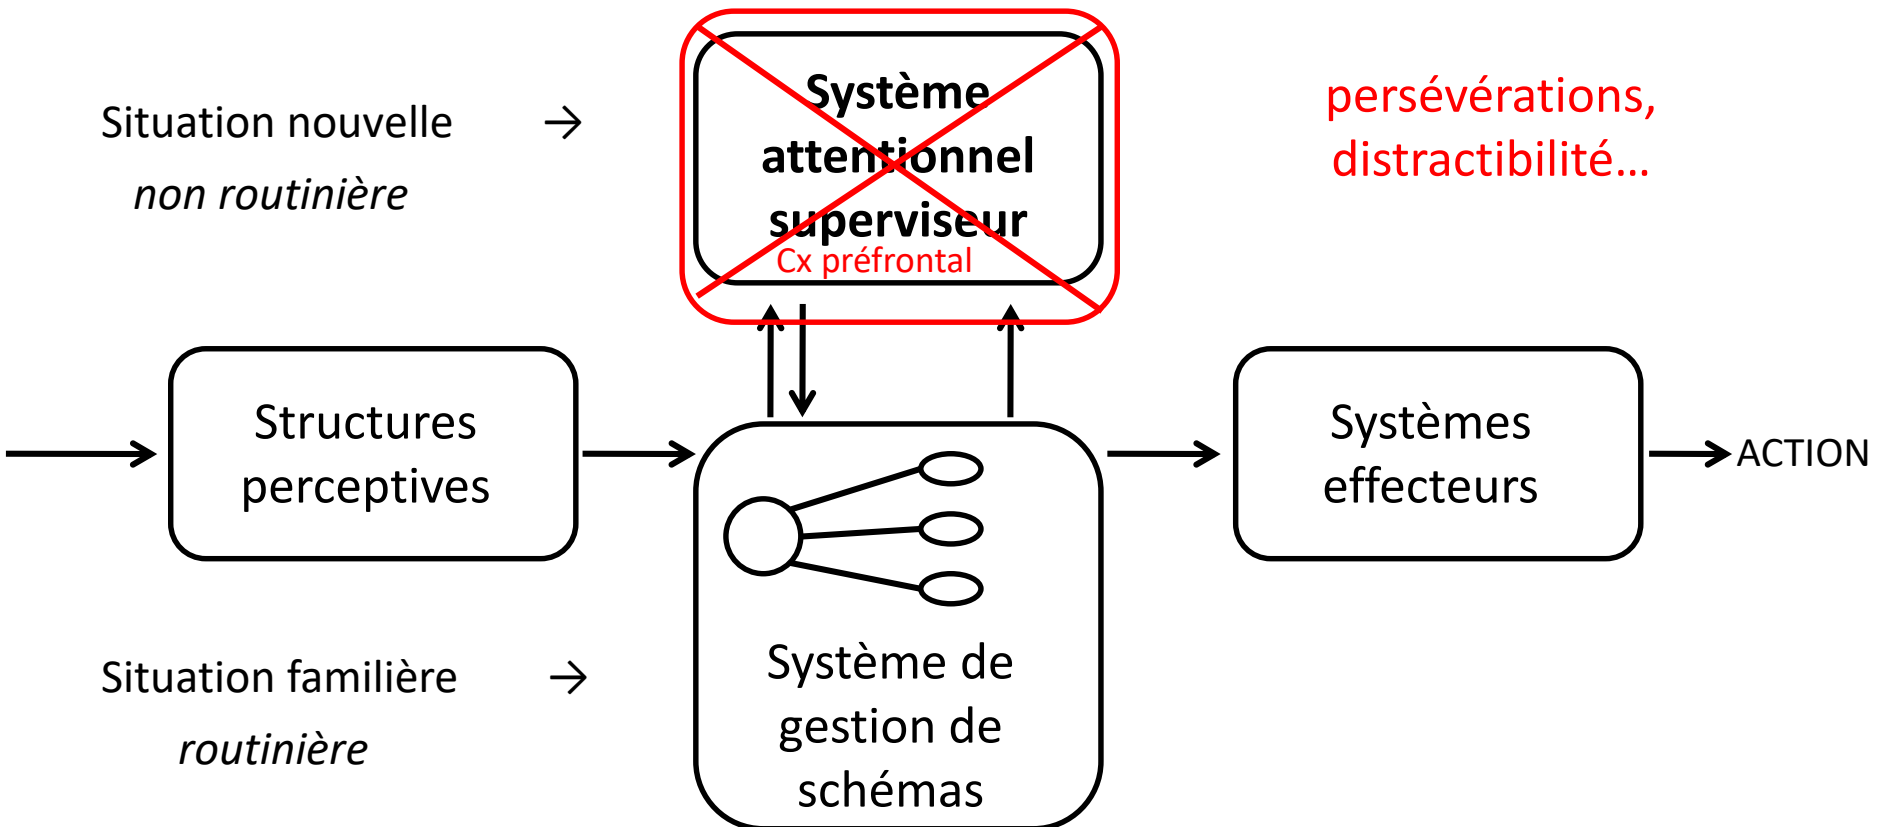 Situation nouvelle →
non routinière
Système
attentionnel
superviseur
Cx préfrontal
persévérations,
distractibilité...
Structures
perceptives
Systèmes
effecteurs
ACTION
Situation familière →
routinière
Système de
gestion de
schémas